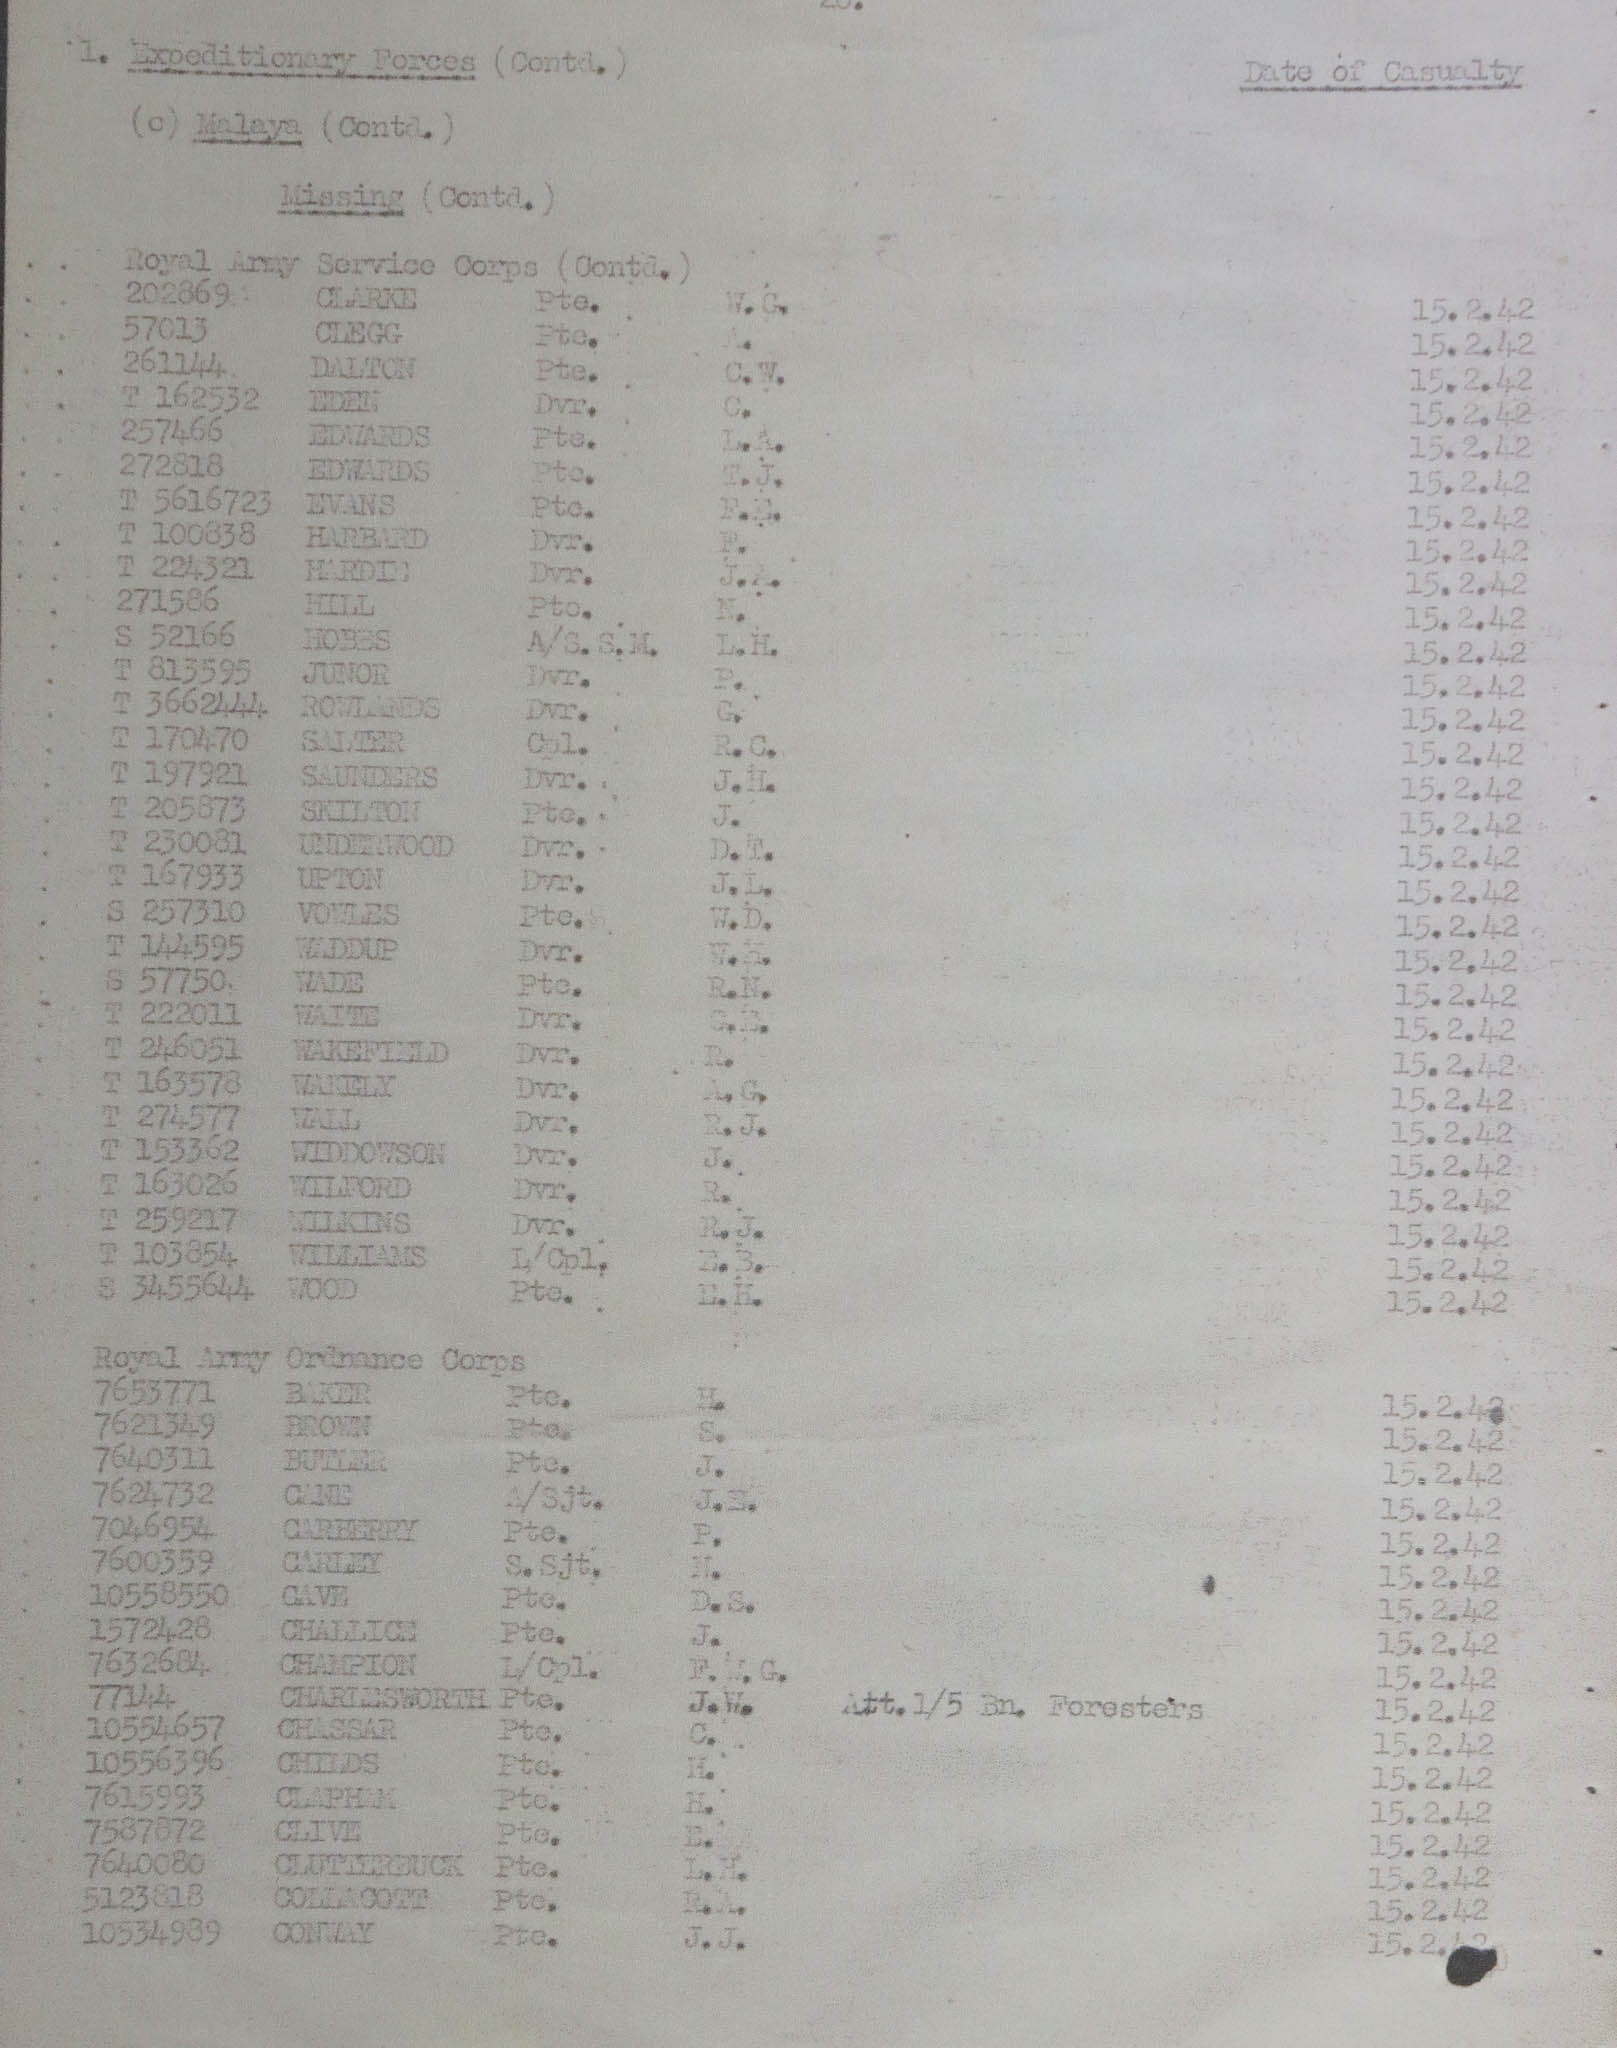 1. Expeditionary Forces (Contd.)
Date of Casualty
(c) Malaya (Contd.)
Missing (Contd.)
Royal Army Service Corps (Contd.)
202869 CLARKE Pte. W.G. 15.2.42
57013 CLEGG Pte. A. 15.2.42
261144 DALTON Pte. C.W. 15.2.42
T 162532 EDEN Dvr. C. 15.2.42
257466 EDWARDS Pte. L.A. 15.2.42
272818 EDWARDS Pte. T.J. 15.2.42
T 5616723 EVANS Pte. 15.2.42
T 100838 HARBARD Dvr. F. 15.2.42
T 224321 HARDIE Dvr. 15.2.42
271586 HILL Pte. N. 15.2.42
S 52166 HOBBS A/S.S.M. L.H. 15.2.42
T 813595 JUNOR Dvr. P. 15.2.42
T 3662444 ROWLANDS Dvr. G. 15.2.42
T 170470 SALTER Cpl. R.C. 15.2.42
T 197921 SAUNDERS Dvr. J.H. 15.2.42
T 205873 SKILTON Pte. J. 15.2.42
T 230081 UNDERWOOD Dvr. D.T. 15.2.42
T 167933 UPTON Dvr. J.L. 15.2.42
S 257310 VOWLES Pte. W.D. 15.2.42
T 144595 WADDUP Dvr. W.H. 15.2.42
S 57750 WADE Pte. R.N. 15.2.42
T 222011 WAITE Dvr. 15.2.42
T 246051 WAKEFIELD Dvr. R. 15.2.42
T 163578 WAKELY Dvr. A.G. 15.2.42
T 274577 WALL Dvr. R.J. 15.2.42
T 153362 WIDDOWSON Dvr. J. 15.2.42
T 163026 WILFORD Dvr. R. 15.2.42
T 259217 WILKINS Dvr. R.J. 15.2.42
T 103854 WILLIAMS L/Cpl. E.B. 15.2.42
S 3455644 WOOD Pte. E.H. 15.2.42
Royal Army Ordnance Corps
7653771 BAKER Pte. H. 15.2.42
7621349 BROWN Pte. S. 15.2.42
7640311 BUTLER Pte. J. 15.2.42
7624732 CANE A/Sjt. J.E. 15.2.42
7046954 CARBERRY Pte. P. 15.2.42
7600359 CARLEY S.Sjt. N. 15.2.42
10558550 CAVE Pte. D.S. 15.2.42
1572428 CHALLICE Pte. J. 15.2.42
7632684 CHAMPION L/Cpl. F.W.G. 15.2.42
77144 CHARLESWORTH Pte. J.W. Att.1/5 Bn. Foresters 15.2.42
10554657 CHASSAR Pte. C. 15.2.42
10556396 CHILDS Pte. H. 15.2.42
7615993 CLAPHAM Pte. H. 15.2.42
7587872 CLIVE Pte. E. 15.2.42
7640080 CLUTTERBUCK Pte. L.H. 15.2.42
5123818 COLLACOTT Pte. R.A. 15.2.42
10534989 CONWAY Pte. J.J. 15.2.42